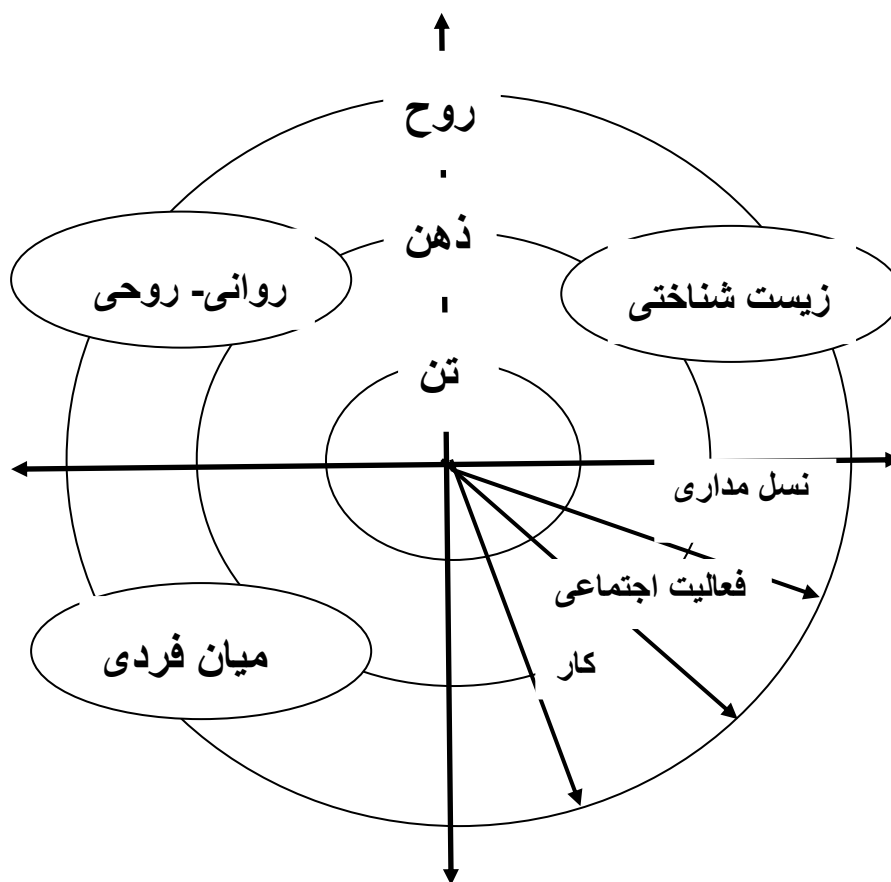 روح
ذهن
زیست شناختی
روانی- روحی
تن
نسل مداری
فعالیت اجتماعی
کار
میان فردی